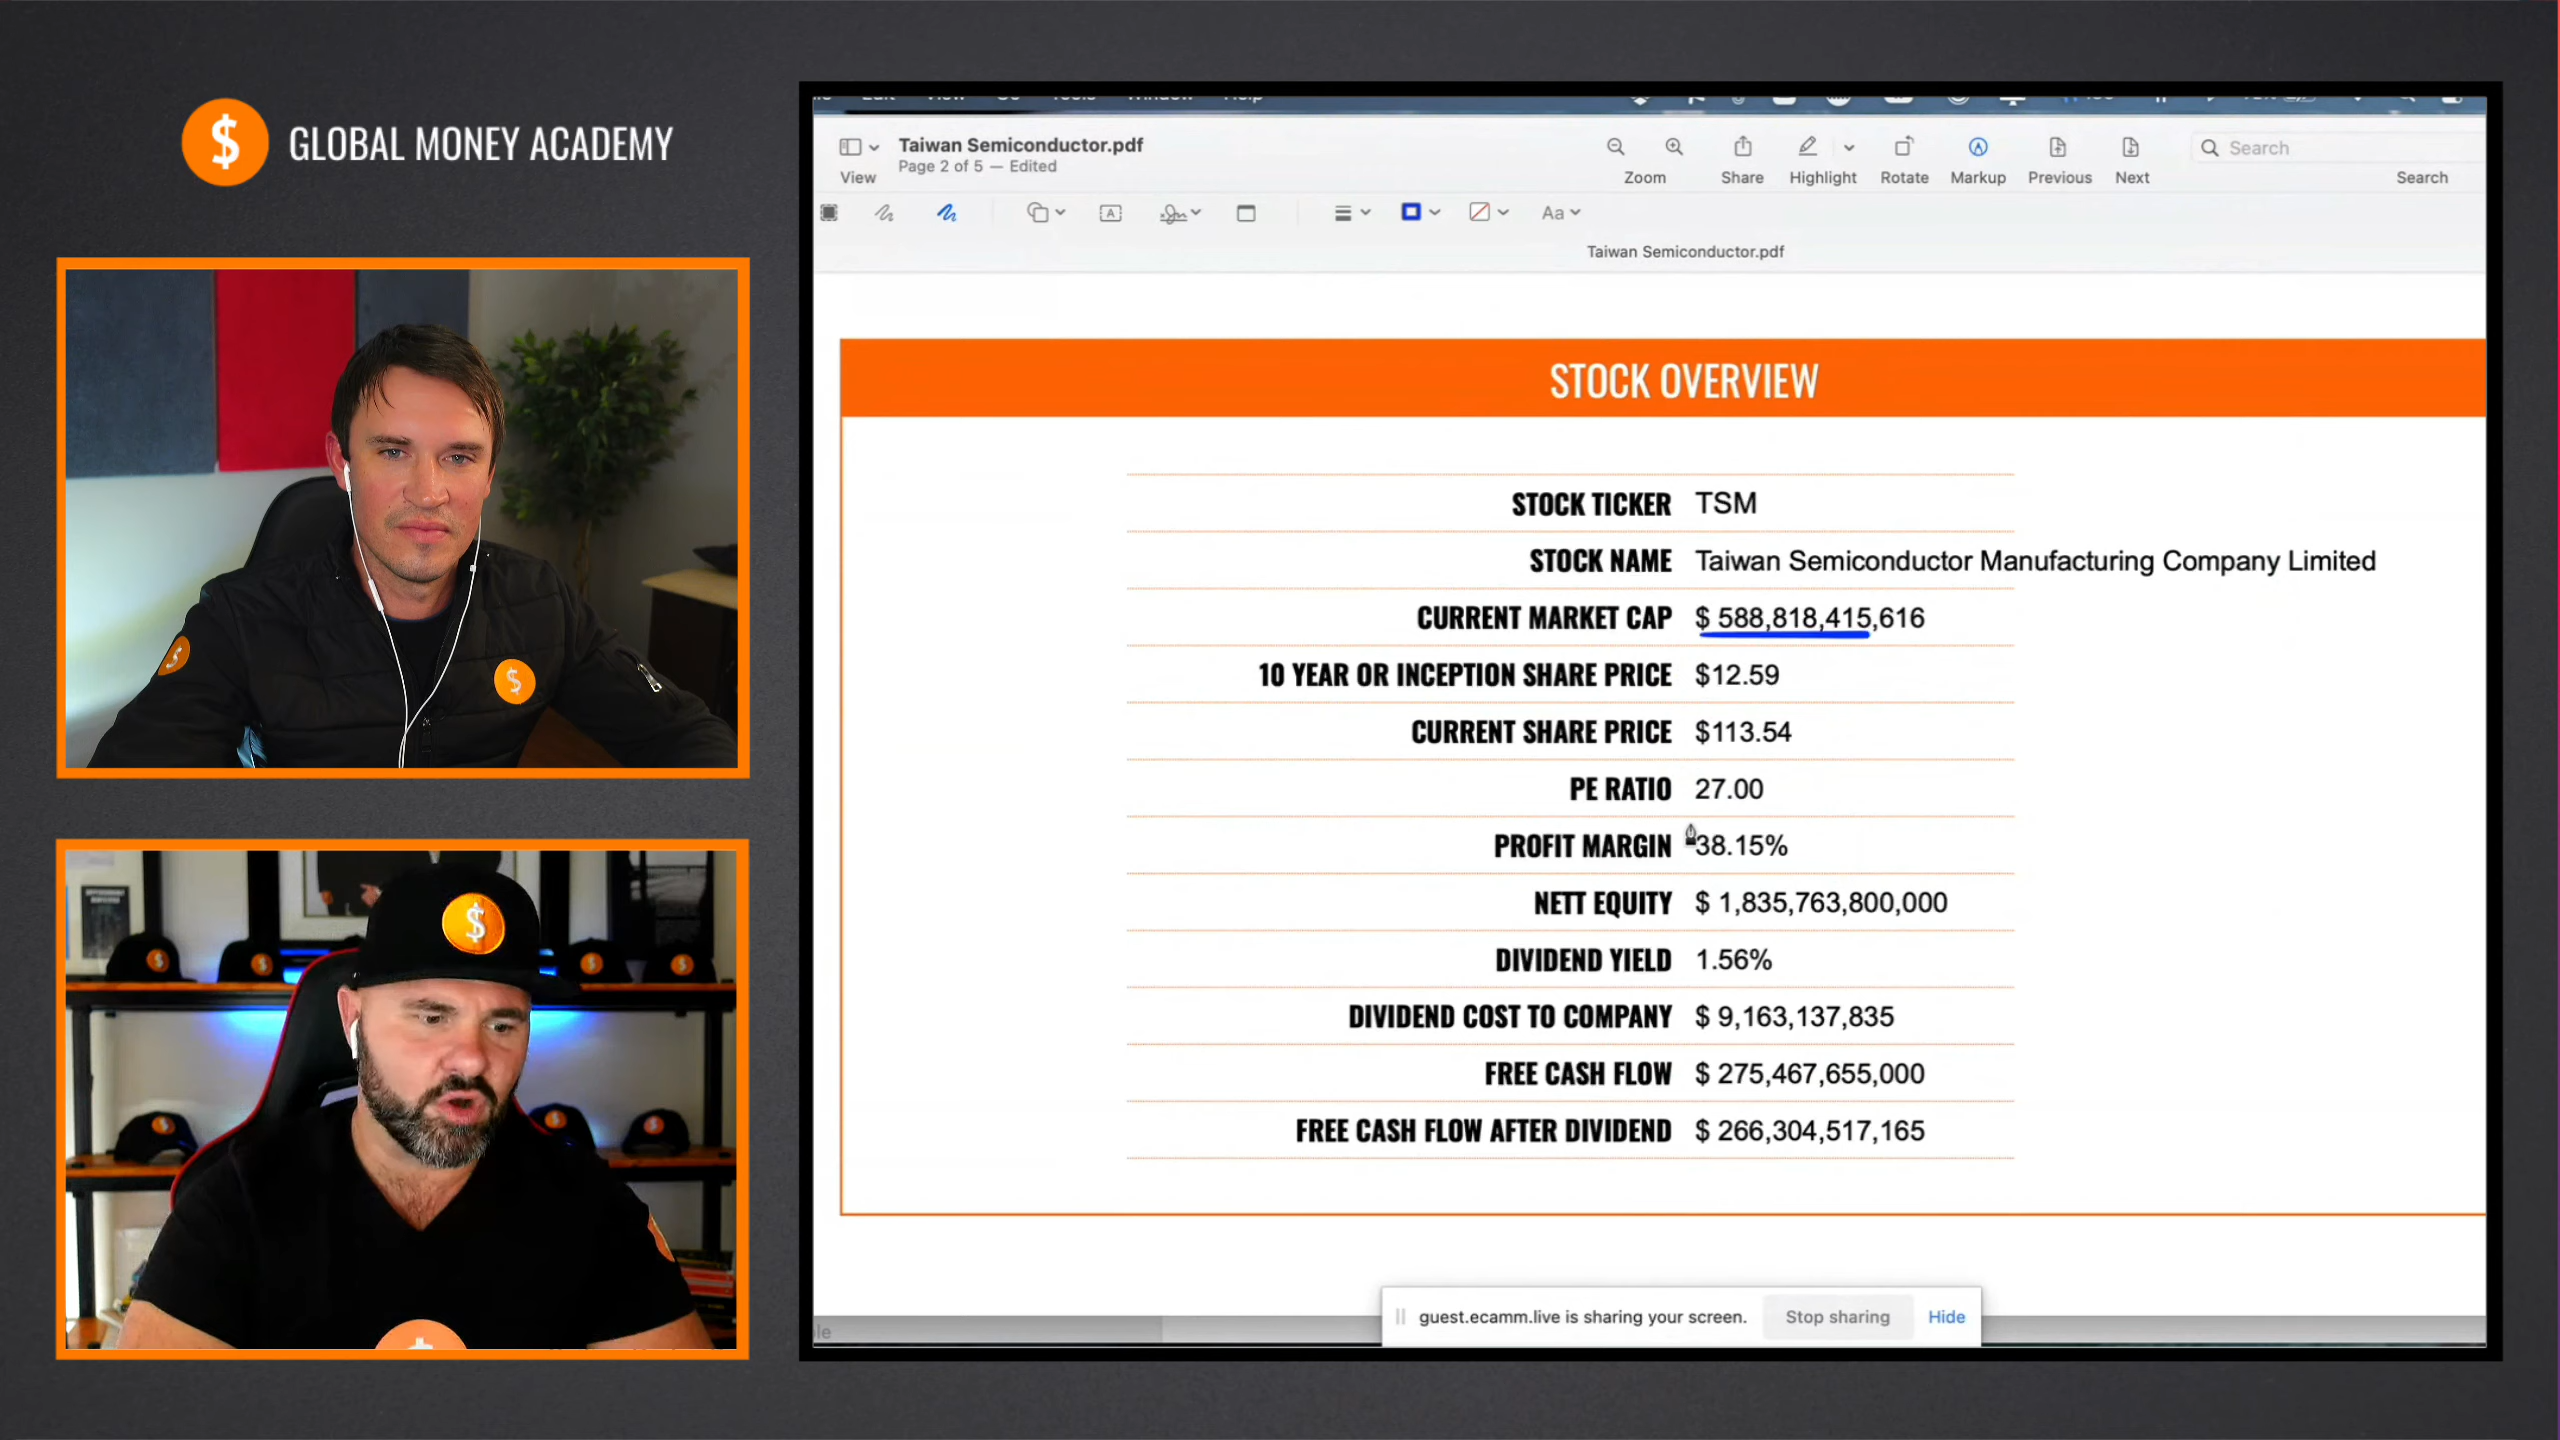 GLOBAL MONEY ACADEMY
Taiwan Semiconductor.pdf
Page 2 of 5 — Edited
View
Zoom
Share
Highlight
Rotate
Markup
Previous
Next
Search
Search
Aa
Taiwan Semiconductor.pdf
STOCK OVERVIEW
STOCK TICKER TSM
STOCK NAME Taiwan Semiconductor Manufacturing Company Limited
CURRENT MARKET CAP $ 588,818,415,616
10 YEAR OR INCEPTION SHARE PRICE $12.59
CURRENT SHARE PRICE $113.54
PE RATIO 27.00
PROFIT MARGIN 38.15%
NETT EQUITY $ 1,835,763,800,000
DIVIDEND YIELD 1.56%
DIVIDEND COST TO COMPANY $ 9,163,137,835
FREE CASH FLOW $ 275,467,655,000
FREE CASH FLOW AFTER DIVIDEND $ 266,304,517,165
guest.ecamm.live is sharing your screen.
Stop sharing
Hide